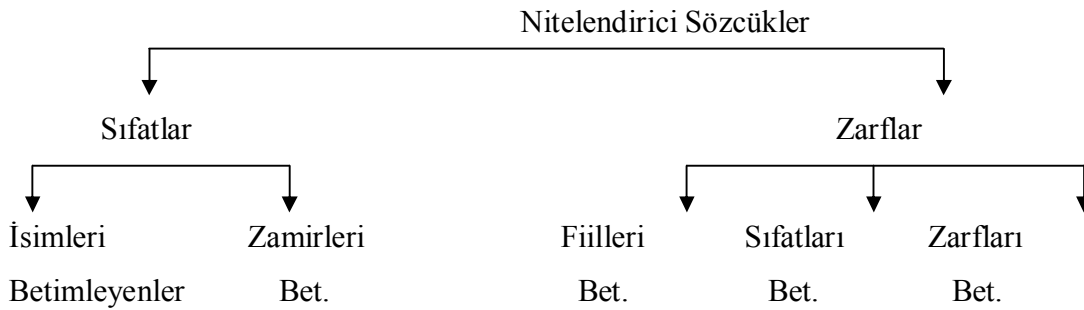 Nitelendirici Sözcükler
Sıfatlar Zarflar
İsimleri Zamirleri Fiilleri Sıfatları Zarfları
Betimleyenler Bet. Bet. Bet. Bet.